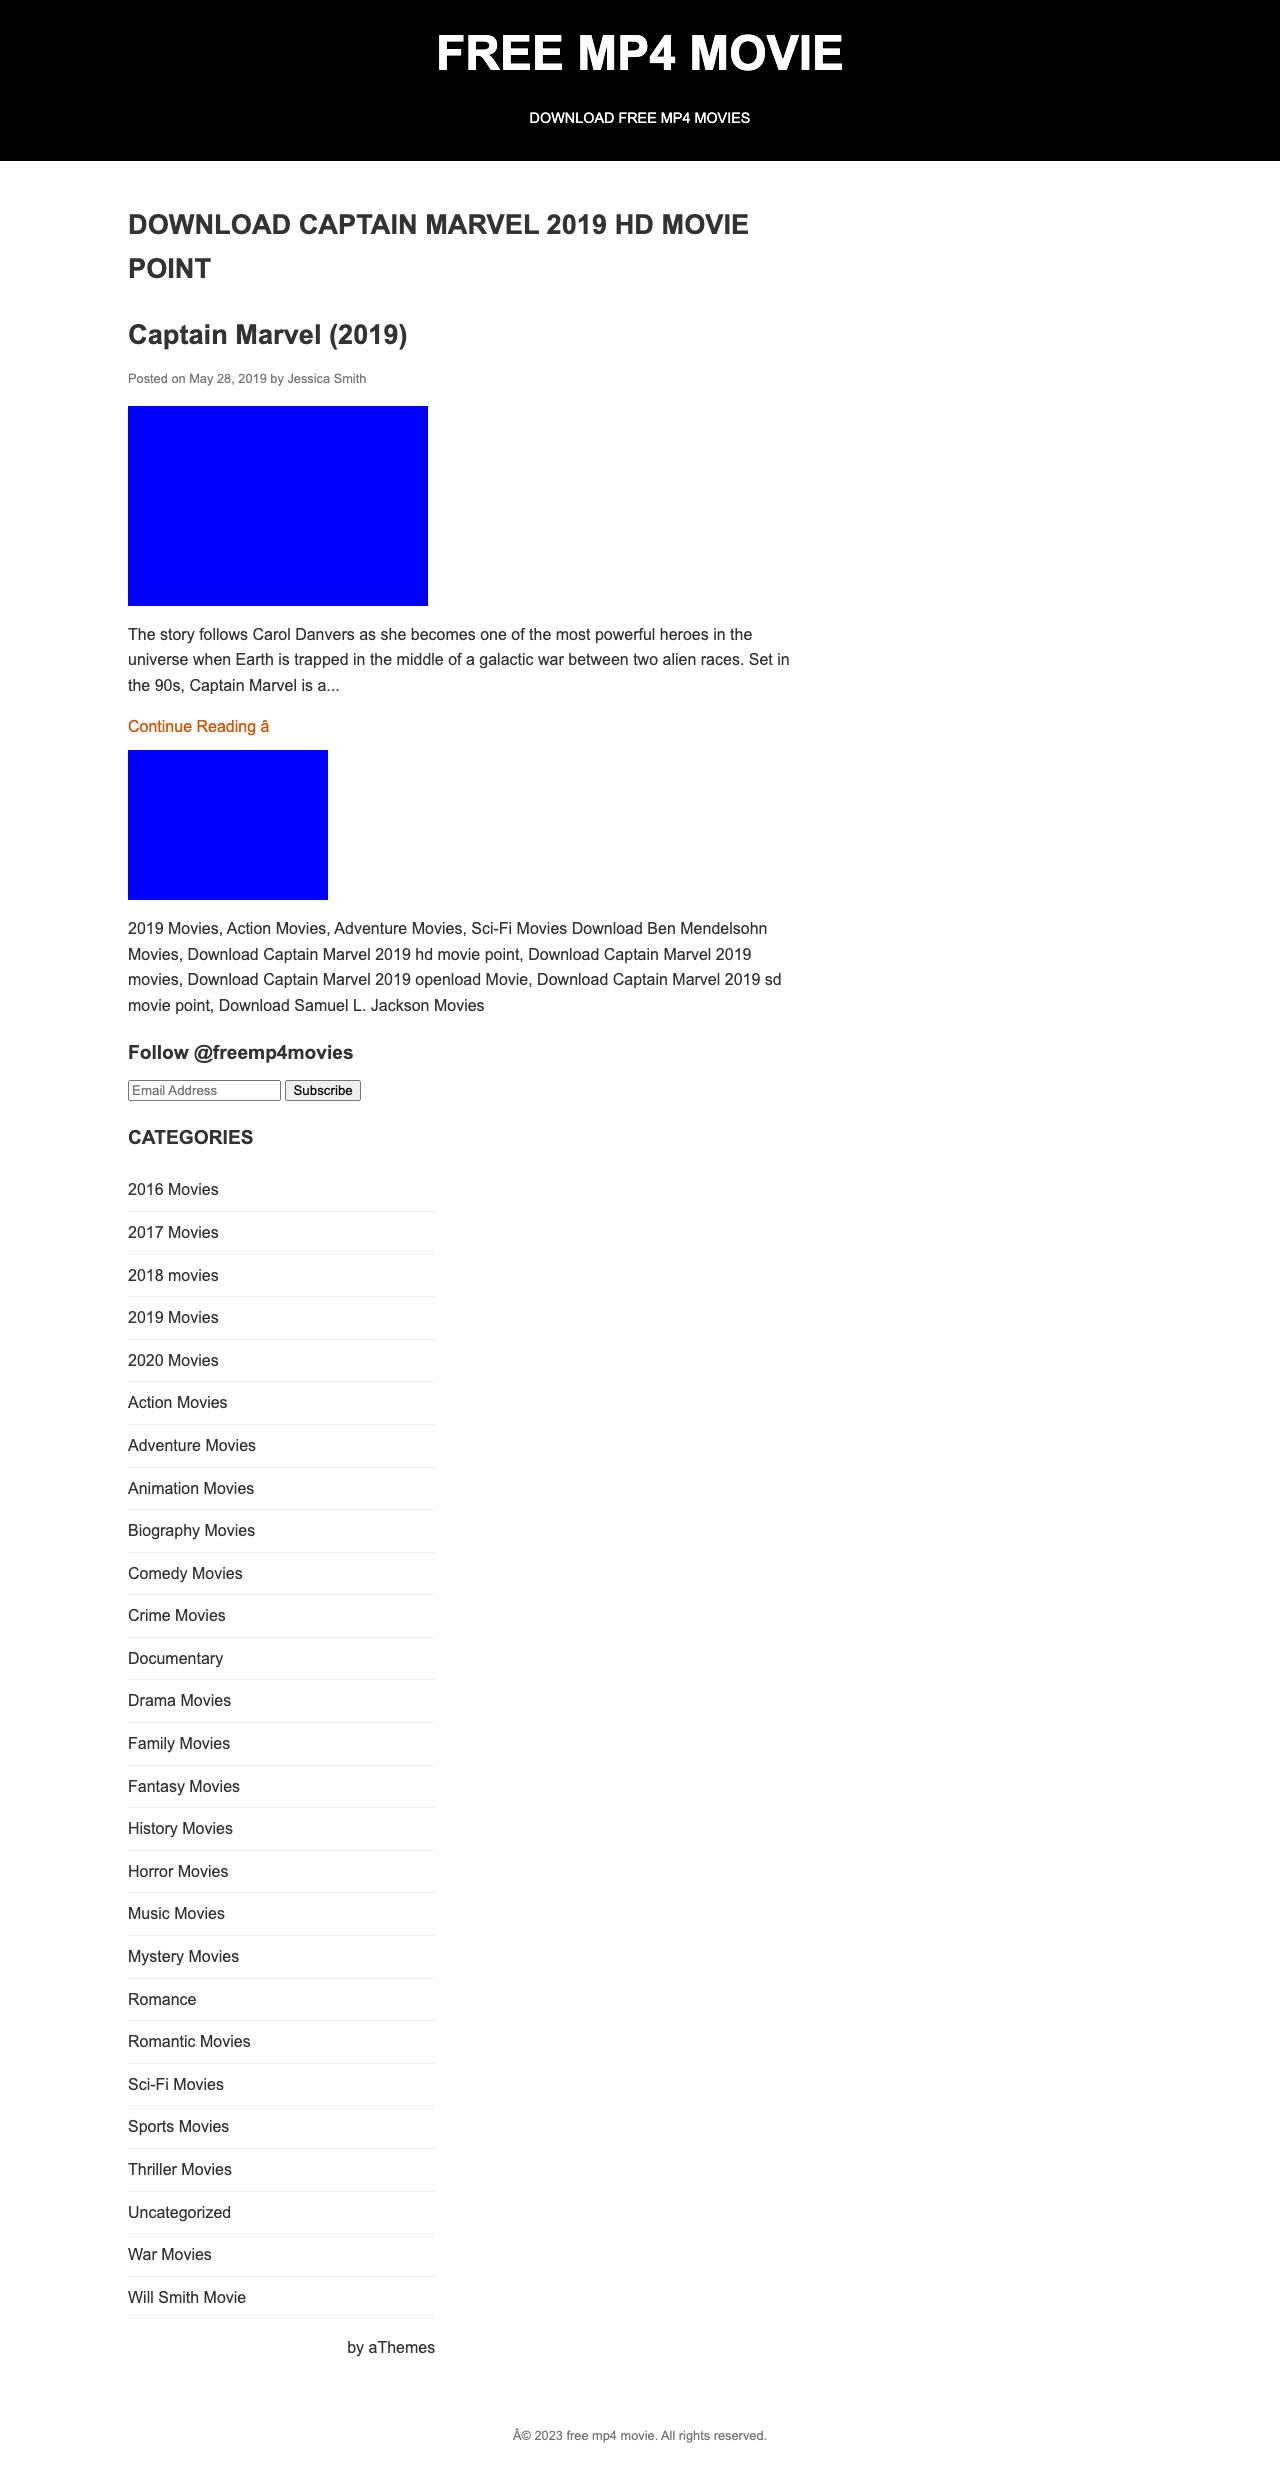 FREE MP4 MOVIE
DOWNLOAD FREE MP4 MOVIES
DOWNLOAD CAPTAIN MARVEL 2019 HD MOVIE
POINT
Captain Marvel (2019)
Posted on May 28, 2019 by Jessica Smith
The story follows Carol Danvers as she becomes one of the most powerful heroes in the
universe when Earth is trapped in the middle of a galactic war between two alien races. Set in
the 90s, Captain Marvel is a...
Continue Reading â
2019 Movies, Action Movies, Adventure Movies, Sci-Fi Movies Download Ben Mendelsohn
Movies, Download Captain Marvel 2019 hd movie point, Download Captain Marvel 2019
movies, Download Captain Marvel 2019 openload Movie, Download Captain Marvel 2019 sd
movie point, Download Samuel L. Jackson Movies
Follow @freemp4movies
Email Address Subscribe
CATEGORIES
2016 Movies
2017 Movies
2018 movies
2019 Movies
2020 Movies
Action Movies
Adventure Movies
Animation Movies
Biography Movies
Comedy Movies
Crime Movies
Documentary
Drama Movies
Family Movies
Fantasy Movies
History Movies
Horror Movies
Music Movies
Mystery Movies
Romance
Romantic Movies
Sci-Fi Movies
Sports Movies
Thriller Movies
Uncategorized
War Movies
Will Smith Movie
by aThemes
Â© 2023 free mp4 movie. All rights reserved.